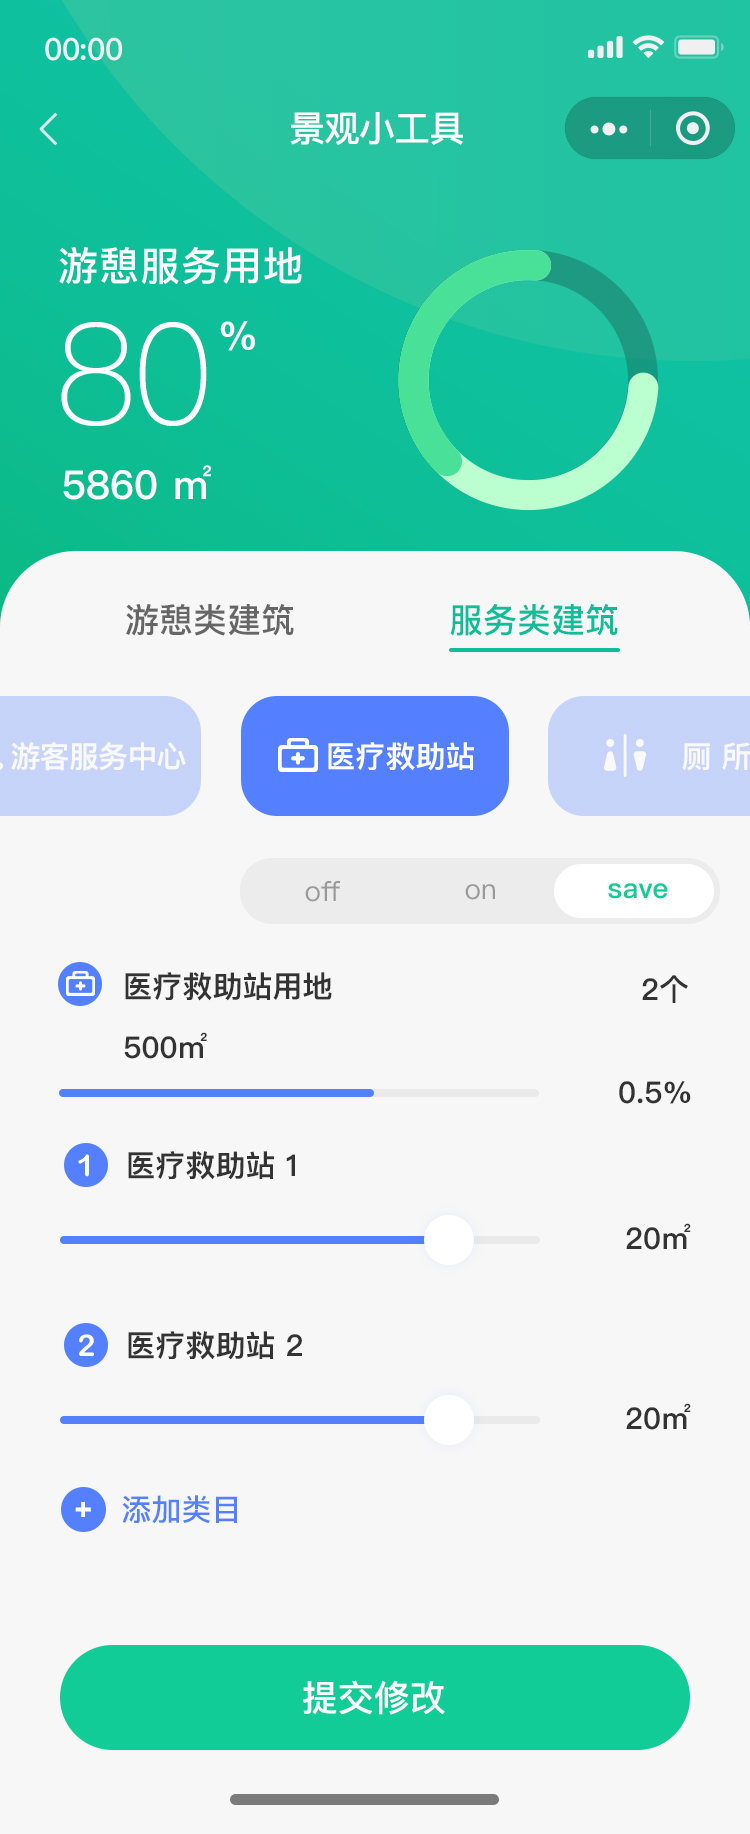 00:00
景观小工具
游憩服务用地
80%
5860 ㎡
游憩类建筑 服务类建筑
游客服务中心 医疗救助站 厕 所
off on save
医疗救助站用地 2个
500㎡
0.5%
1 医疗救助站 1
20㎡
2 医疗救助站 2
20㎡
添加类目
提交修改